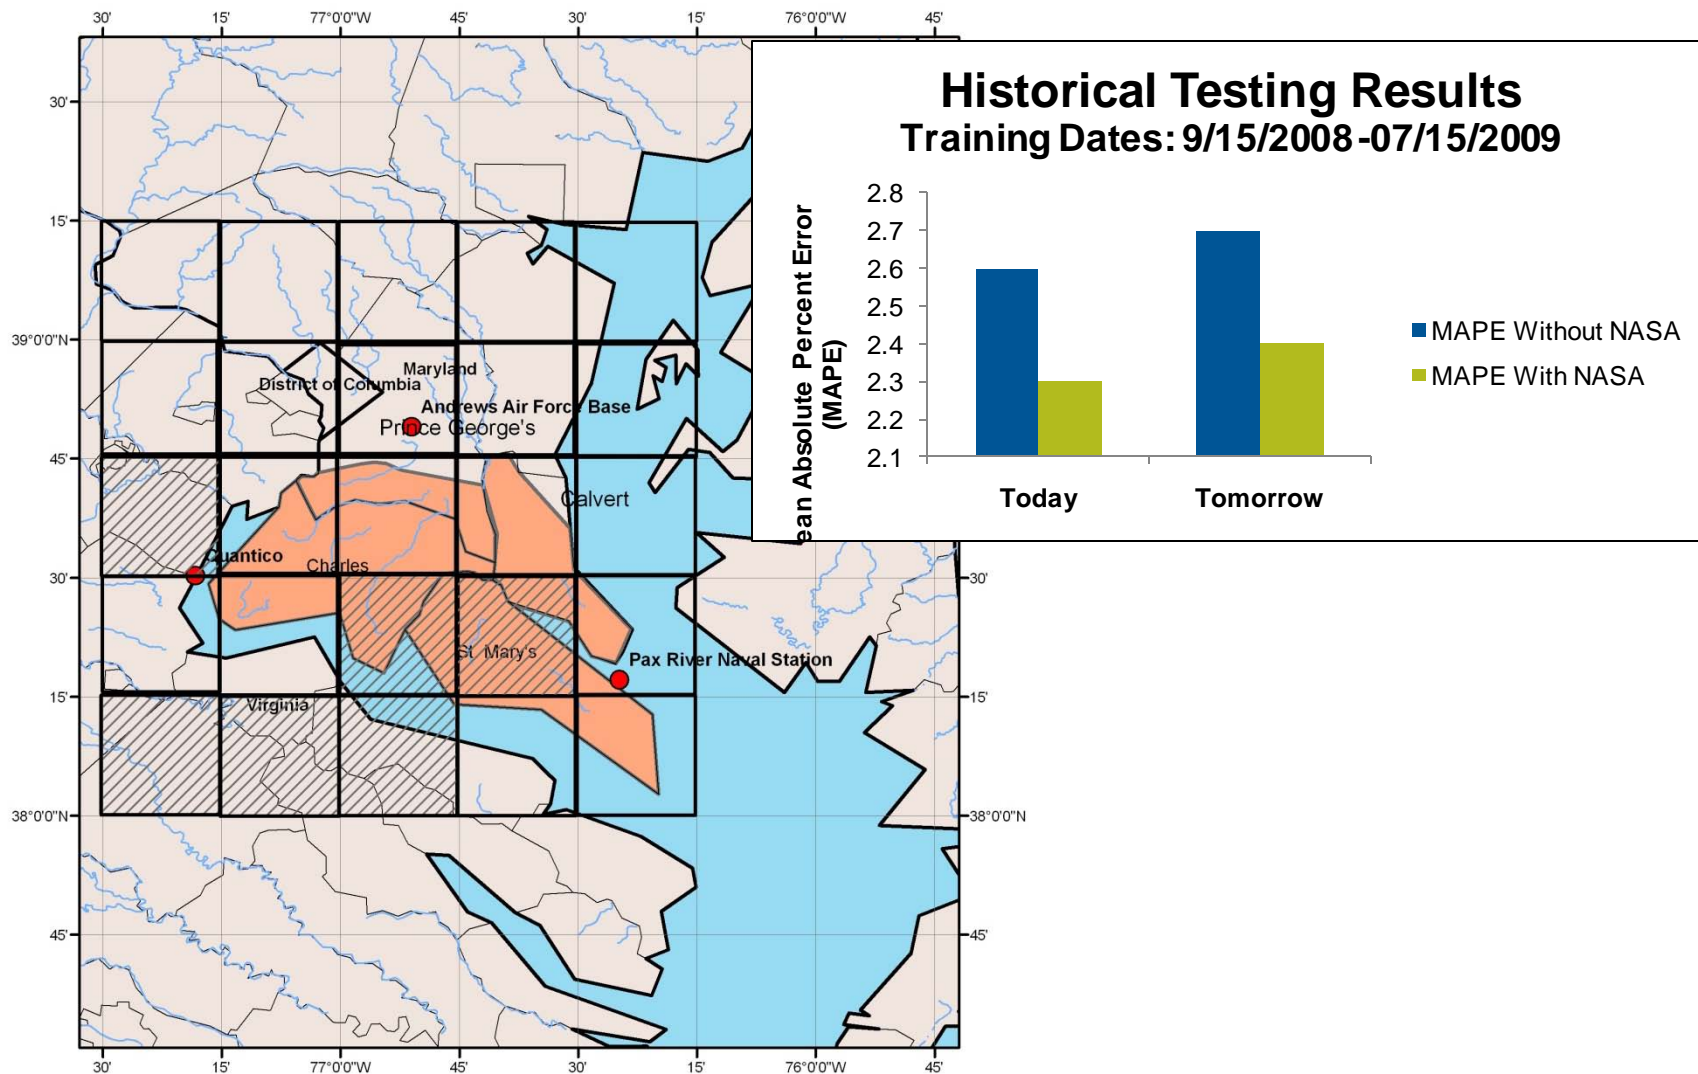 30'
15'
77°0'0"W
45'
30'
15'
76°0'0"W
45'
Historical Testing Results
Training Dates: 9/15/2008-07/15/2009
ean Absolute Percent Error
(MAPE)
2.8
2.7
2.6
2.5
2.4
2.3
2.2
2.1
Today
Tomorrow
MAPE Without NASA
MAPE With NASA
30'
15'
39°0'0"N
45'
30'
15'
38°0'0"N
45'
Maryland
District of Columbia
Andrews Air Force Base
Prince George's
Calvert
Quantico
Charles
St. Mary's
Pax River Naval Station
Virginia
30'
15'
38°0'0"N
45'
30'
15'
77°0'0"W
45'
30'
15'
76°0'0"W
45'